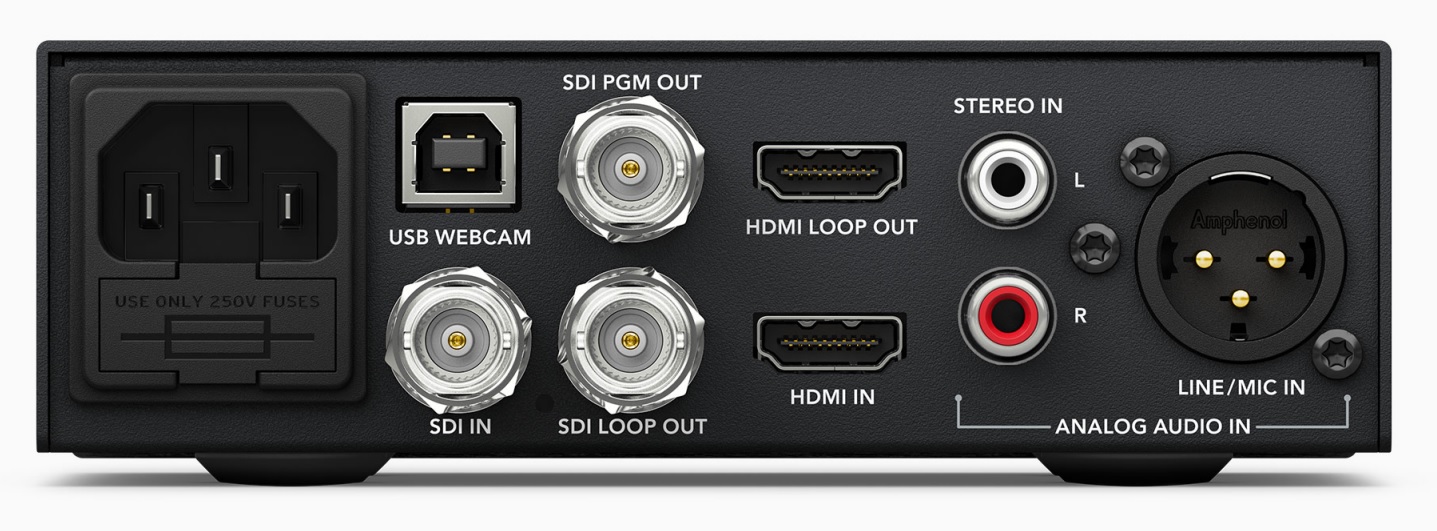 SDI PGM OUT
STEREO IN
L
Amphenol
USB WEBCAM
HDMI LOOP OUT
USE ONLY 250V FUSES
R
HDMI IN
LINE/MIC IN
SDI IN
SDI LOOP OUT
ANALOG AUDIO IN